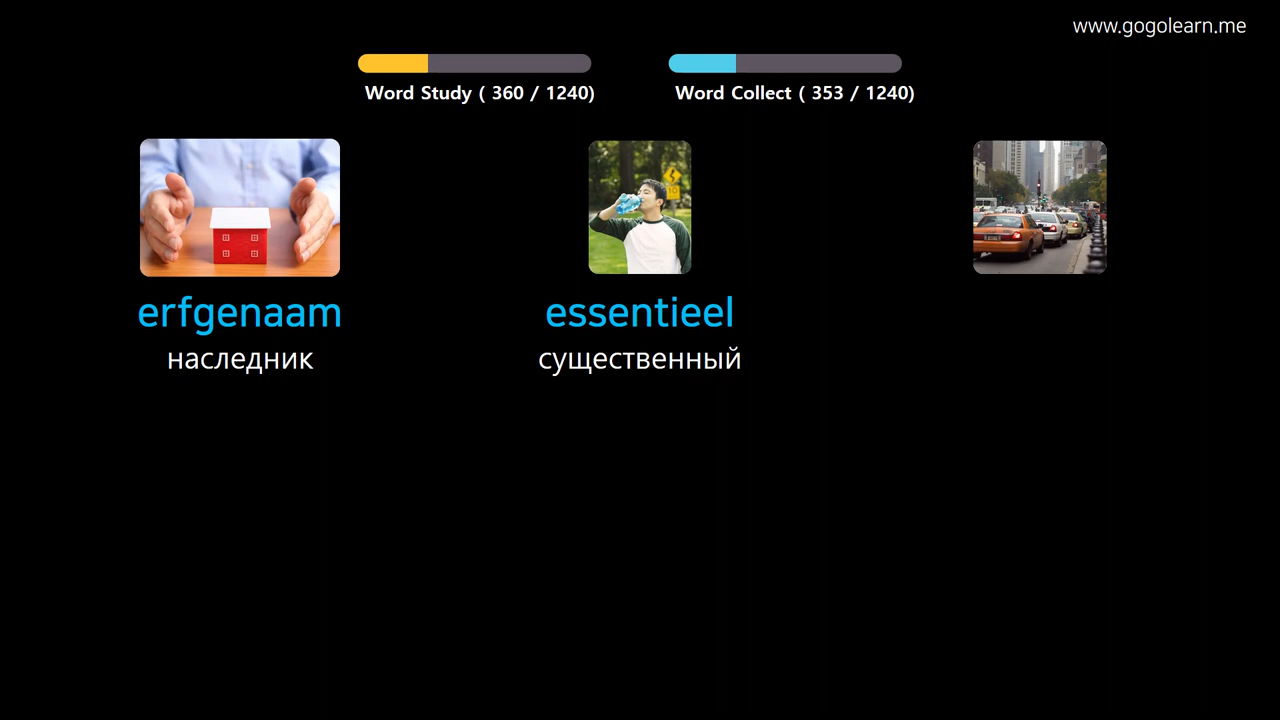 www.gogolearn.me
Word Study ( 360 / 1240)
Word Collect ( 353 / 1240)
erfgenaam
наследник
essentieel
существенный